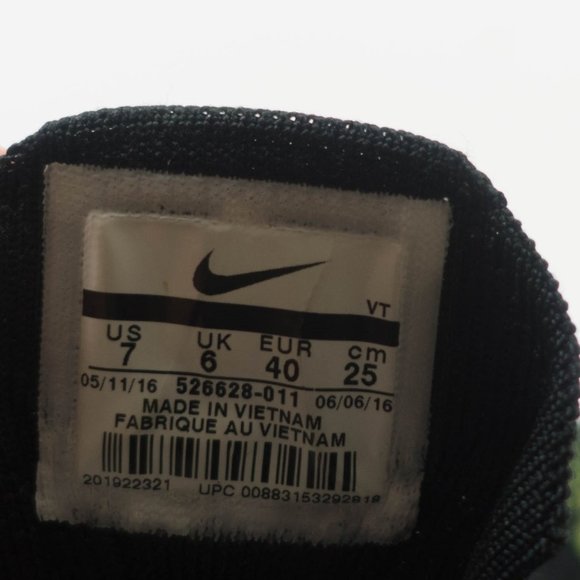 VT
US UK EUR cm
7 6 40 25
05/11/16 526628-011 06/06/16
MADE IN VIETNAM
FABRIQUE AU VIETNAM
201922321 UPC 00883153292818